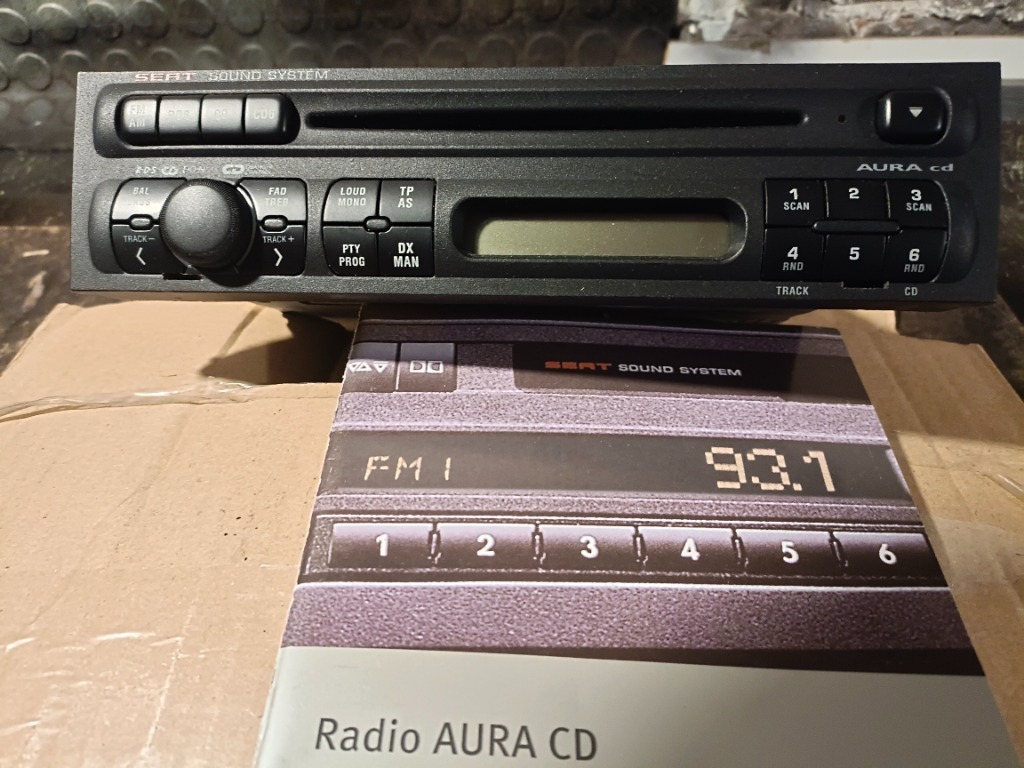 SEAT SOUND SYSTEM
FM
AM
AURA cd
BAL
FAD
TREB
TRACK−
TRACK+
LOUD
MONO
TP
AS
PTY
PROG
DX
MAN
1
SCAN
2
3
SCAN
4
RND
5
6
RND
TRACK
CD
SEAT SOUND SYSTEM
FM1
93.1
1 2 3 4 5 6
Radio AURA CD